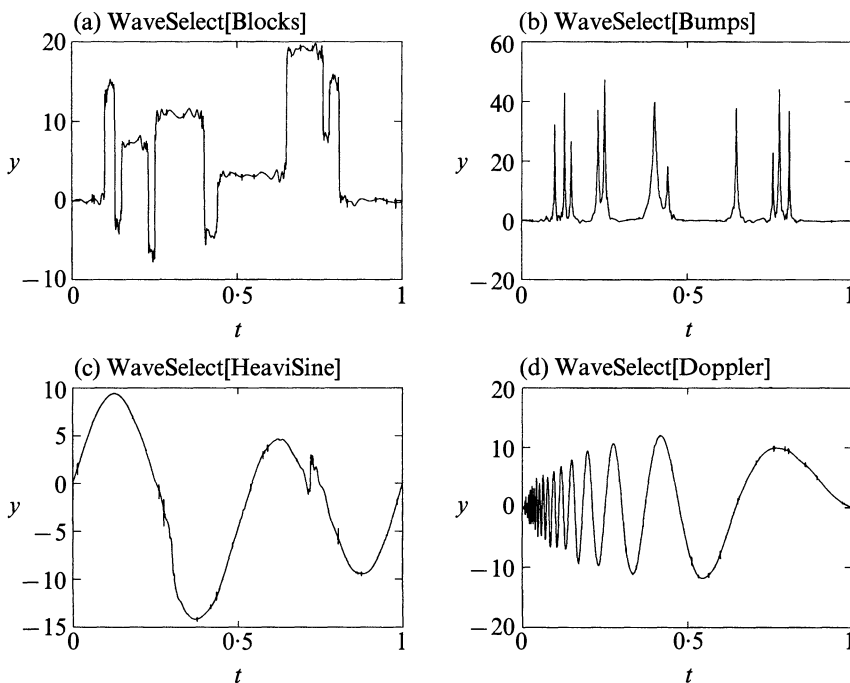 (a) WaveSelect[Blocks]
20
10
y
0
−10
0
0·5
1
t
(b) WaveSelect[Bumps]
60
40
y
20
0
−20
0
0·5
1
t
(c) WaveSelect[HeaviSine]
10
5
0
y
−5
−10
−15
0
0·5
1
t
(d) WaveSelect[Doppler]
20
10
y
0
−10
−20
0
0·5
1
t